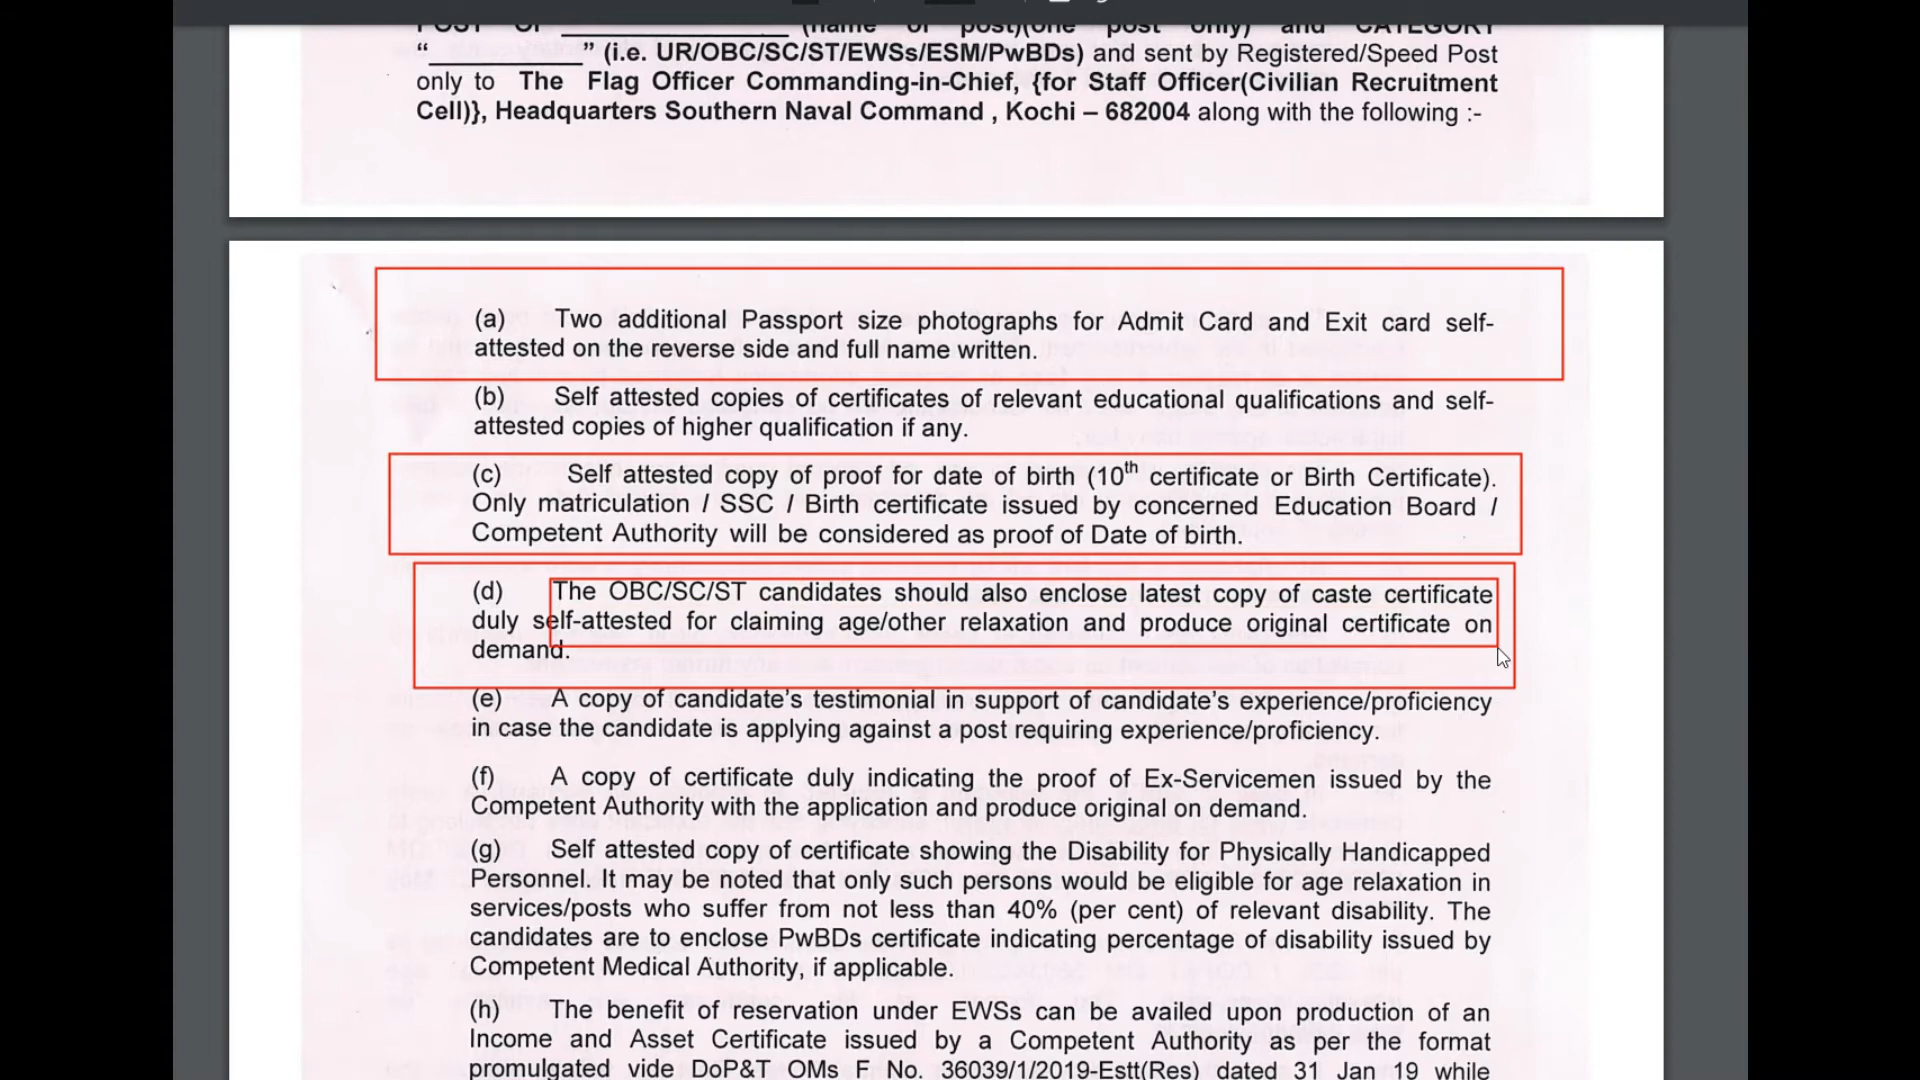 POST OF ________________ (name of post)(one post only) and CATEGORY
“___________” (i.e. UR/OBC/SC/ST/EWSs/ESM/PwBDs) and sent by Registered/Speed Post
only to The Flag Officer Commanding-in-Chief, {for Staff Officer(Civilian Recruitment
Cell)}, Headquarters Southern Naval Command , Kochi – 682004 along with the following :-
(a) Two additional Passport size photographs for Admit Card and Exit card self-
attested on the reverse side and full name written.
(b) Self attested copies of certificates of relevant educational qualifications and self-
attested copies of higher qualification if any.
(c) Self attested copy of proof for date of birth (10th certificate or Birth Certificate).
Only matriculation / SSC / Birth certificate issued by concerned Education Board /
Competent Authority will be considered as proof of Date of birth.
(d) The OBC/SC/ST candidates should also enclose latest copy of caste certificate
duly self-attested for claiming age/other relaxation and produce original certificate on
demand.
(e) A copy of candidate’s testimonial in support of candidate’s experience/proficiency
in case the candidate is applying against a post requiring experience/proficiency.
(f) A copy of certificate duly indicating the proof of Ex-Servicemen issued by the
Competent Authority with the application and produce original on demand.
(g) Self attested copy of certificate showing the Disability for Physically Handicapped
Personnel. It may be noted that only such persons would be eligible for age relaxation in
services/posts who suffer from not less than 40% (per cent) of relevant disability. The
candidates are to enclose PwBDs certificate indicating percentage of disability issued by
Competent Medical Authority, if applicable.
(h) The benefit of reservation under EWSs can be availed upon production of an
Income and Asset Certificate issued by a Competent Authority as per the format
promulgated vide DoP&T OMs F No. 36039/1/2019-Estt(Res) dated 31 Jan 19 while